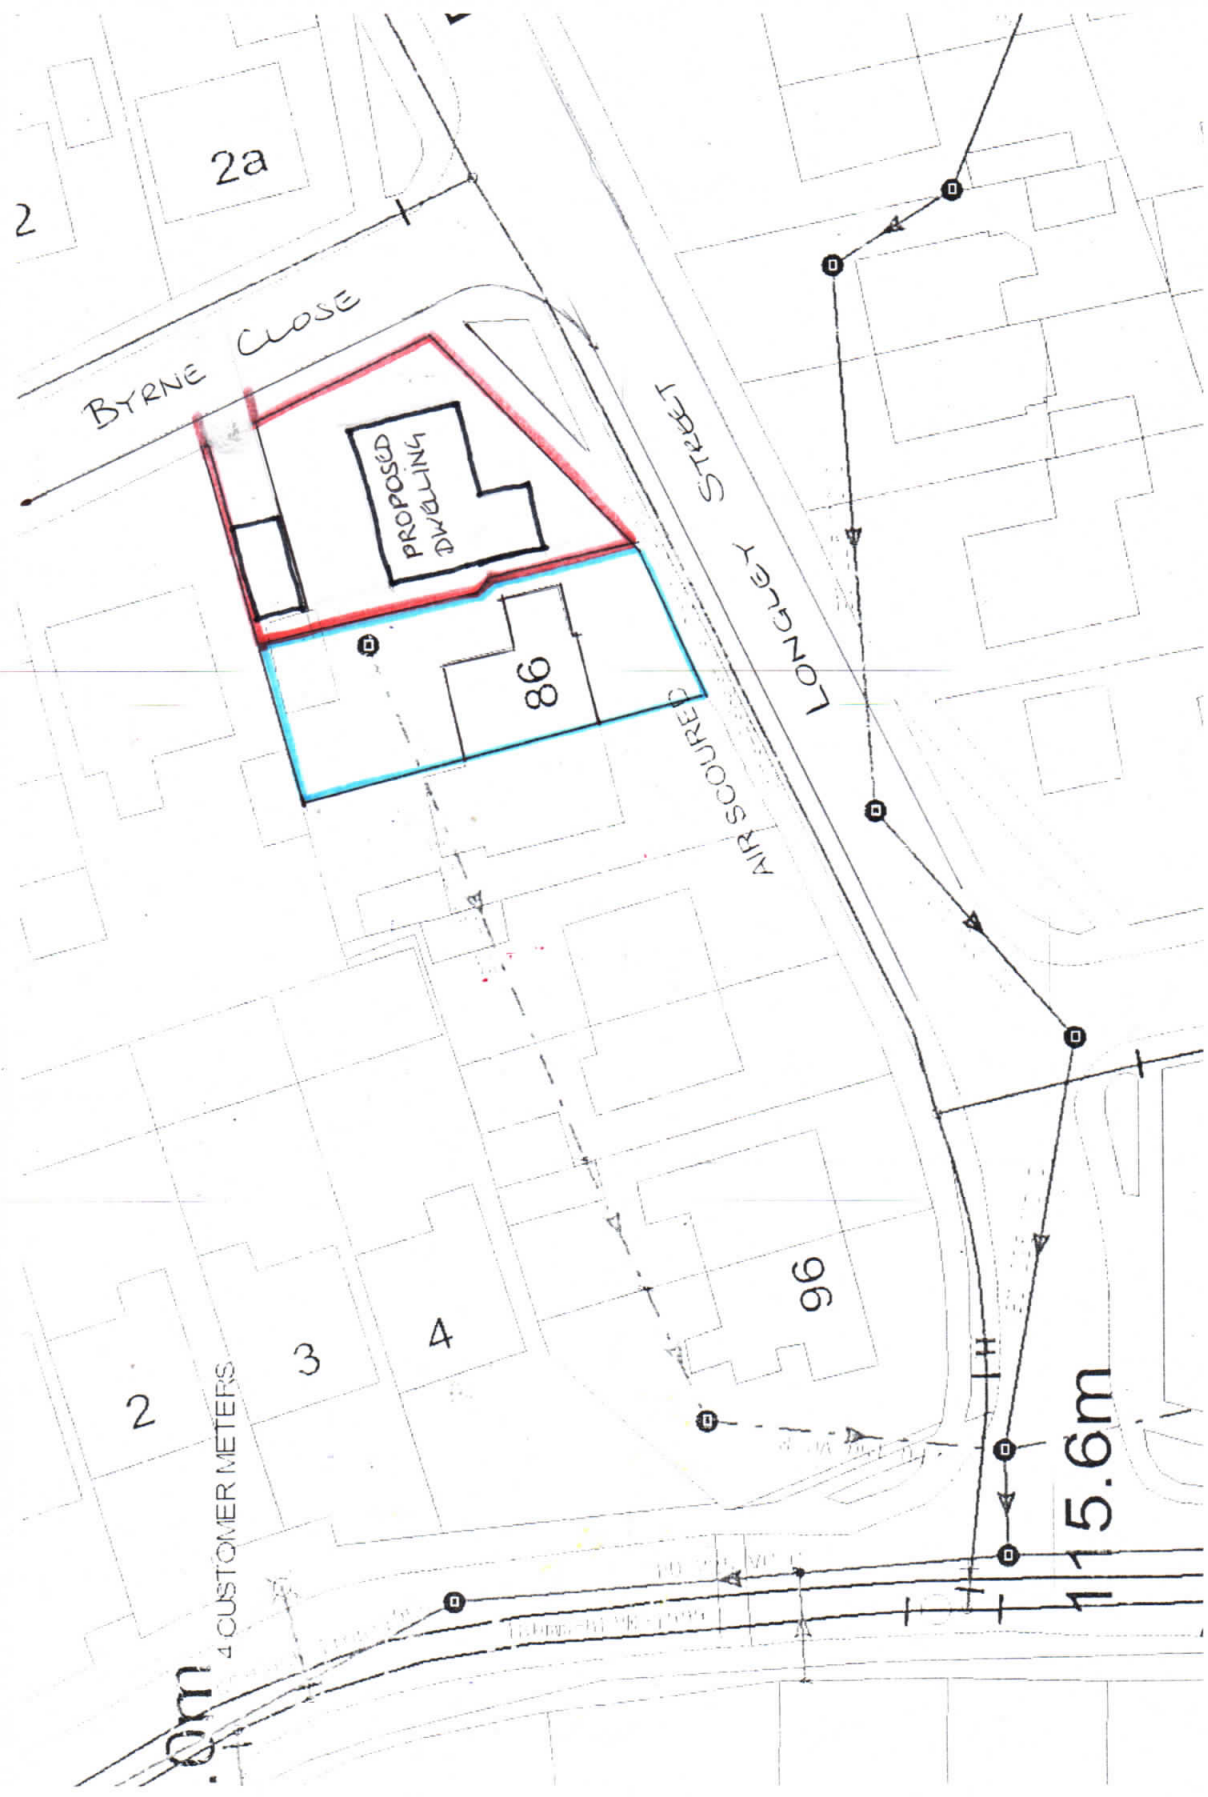 2a
2
BYRNE CLOSE
PROPOSED
DWELLING
LONGLEY STREET
86
AIR SCOURED
96
4
3
2
4 CUSTOMER METERS
115.6m
.0m